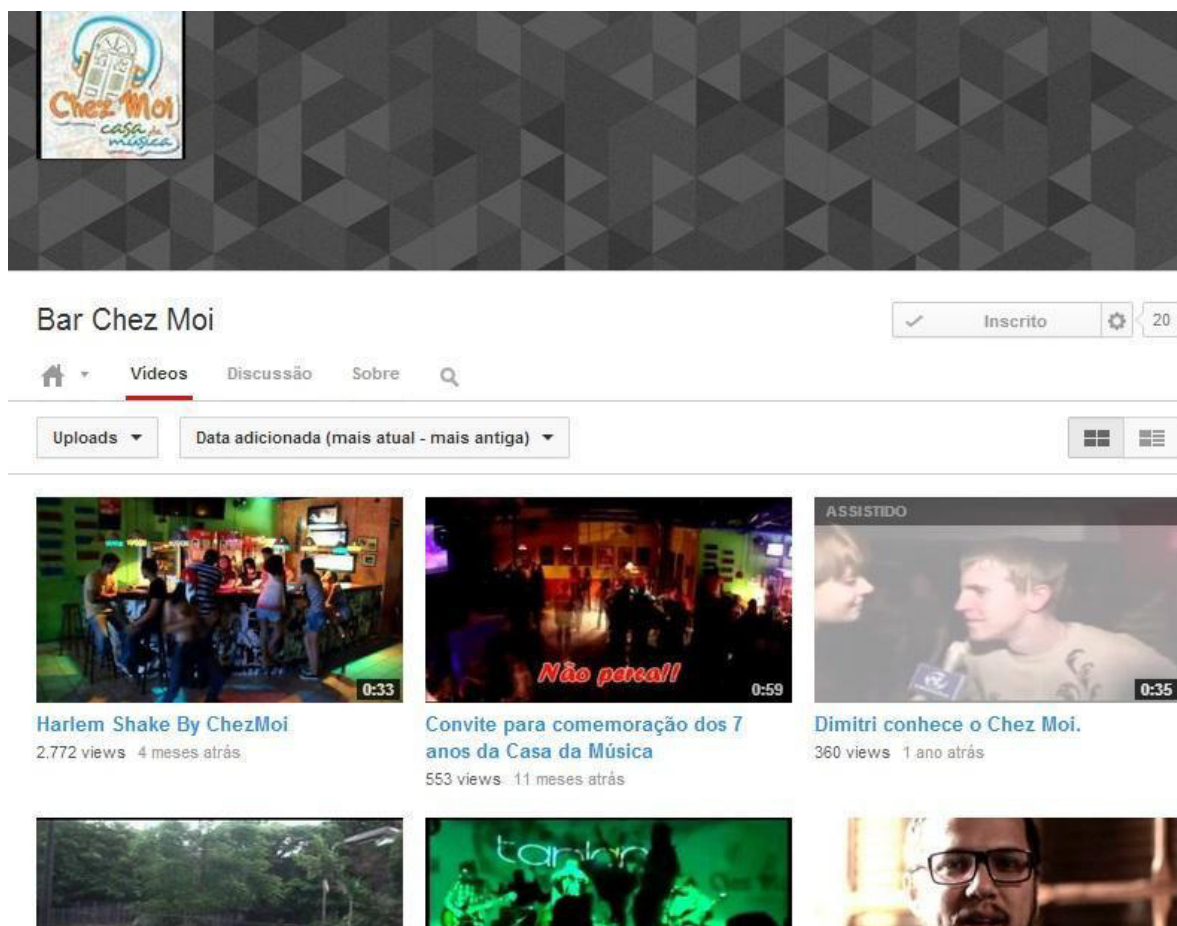 Chez Moi
casa da
música
Bar Chez Moi
Inscrito
20
Vídeos
Discussão
Sobre
Uploads
Data adicionada (mais atual - mais antiga)
ASSISTIDO
Não perca!!
0:33
0:59
0:35
Harlem Shake By ChezMoi
2.772 views 4 meses atrás
Convite para comemoração dos 7
anos da Casa da Música
553 views 11 meses atrás
Dimitri conhece o Chez Moi.
360 views 1 ano atrás